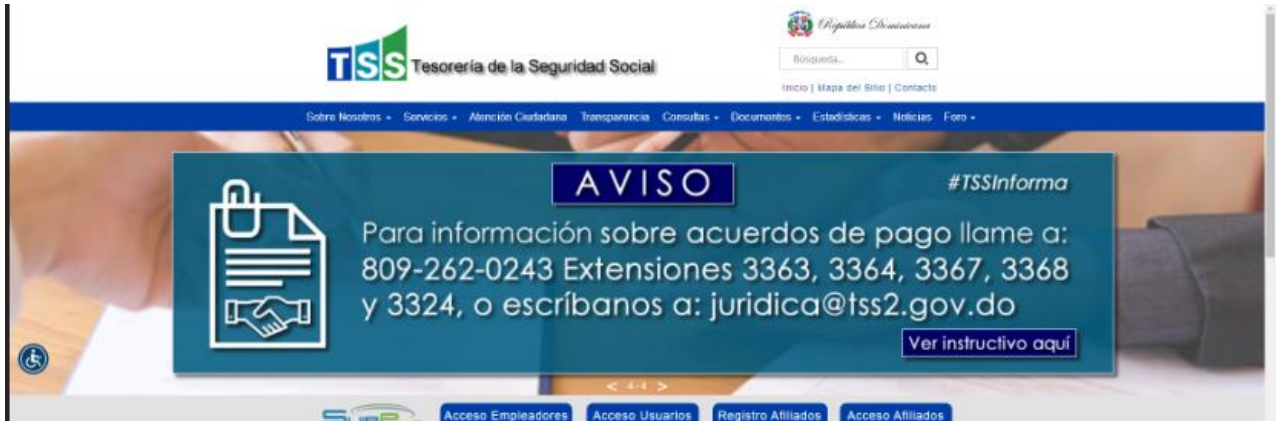 República Dominicana
TSS Tesorería de la Seguridad Social
Búsqueda...
Inicio | Mapa del Sitio | Contacto
Sobre Nosotros Servicios Atención Ciudadana Transparencia Consultas Documentos Estadísticas Noticias Foro
AVISO
#TSSInforma
Para información sobre acuerdos de pago llame a:
809-262-0243 Extensiones 3363, 3364, 3367, 3368
y 3324, o escríbanos a: juridica@tss2.gov.do
Ver instructivo aquí
< 4-4 >
Acceso Empleadores Acceso Usuarios Registro Afiliados Acceso Afiliados